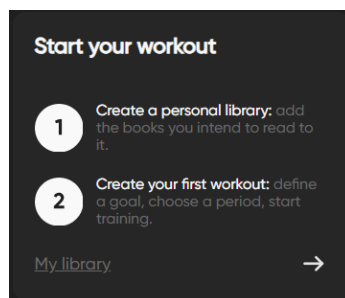 Start your workout
1
Create a personal library: add
the books you intend to read to
it.
2
Create your first workout: define
a goal, choose a period, start
training.
My library